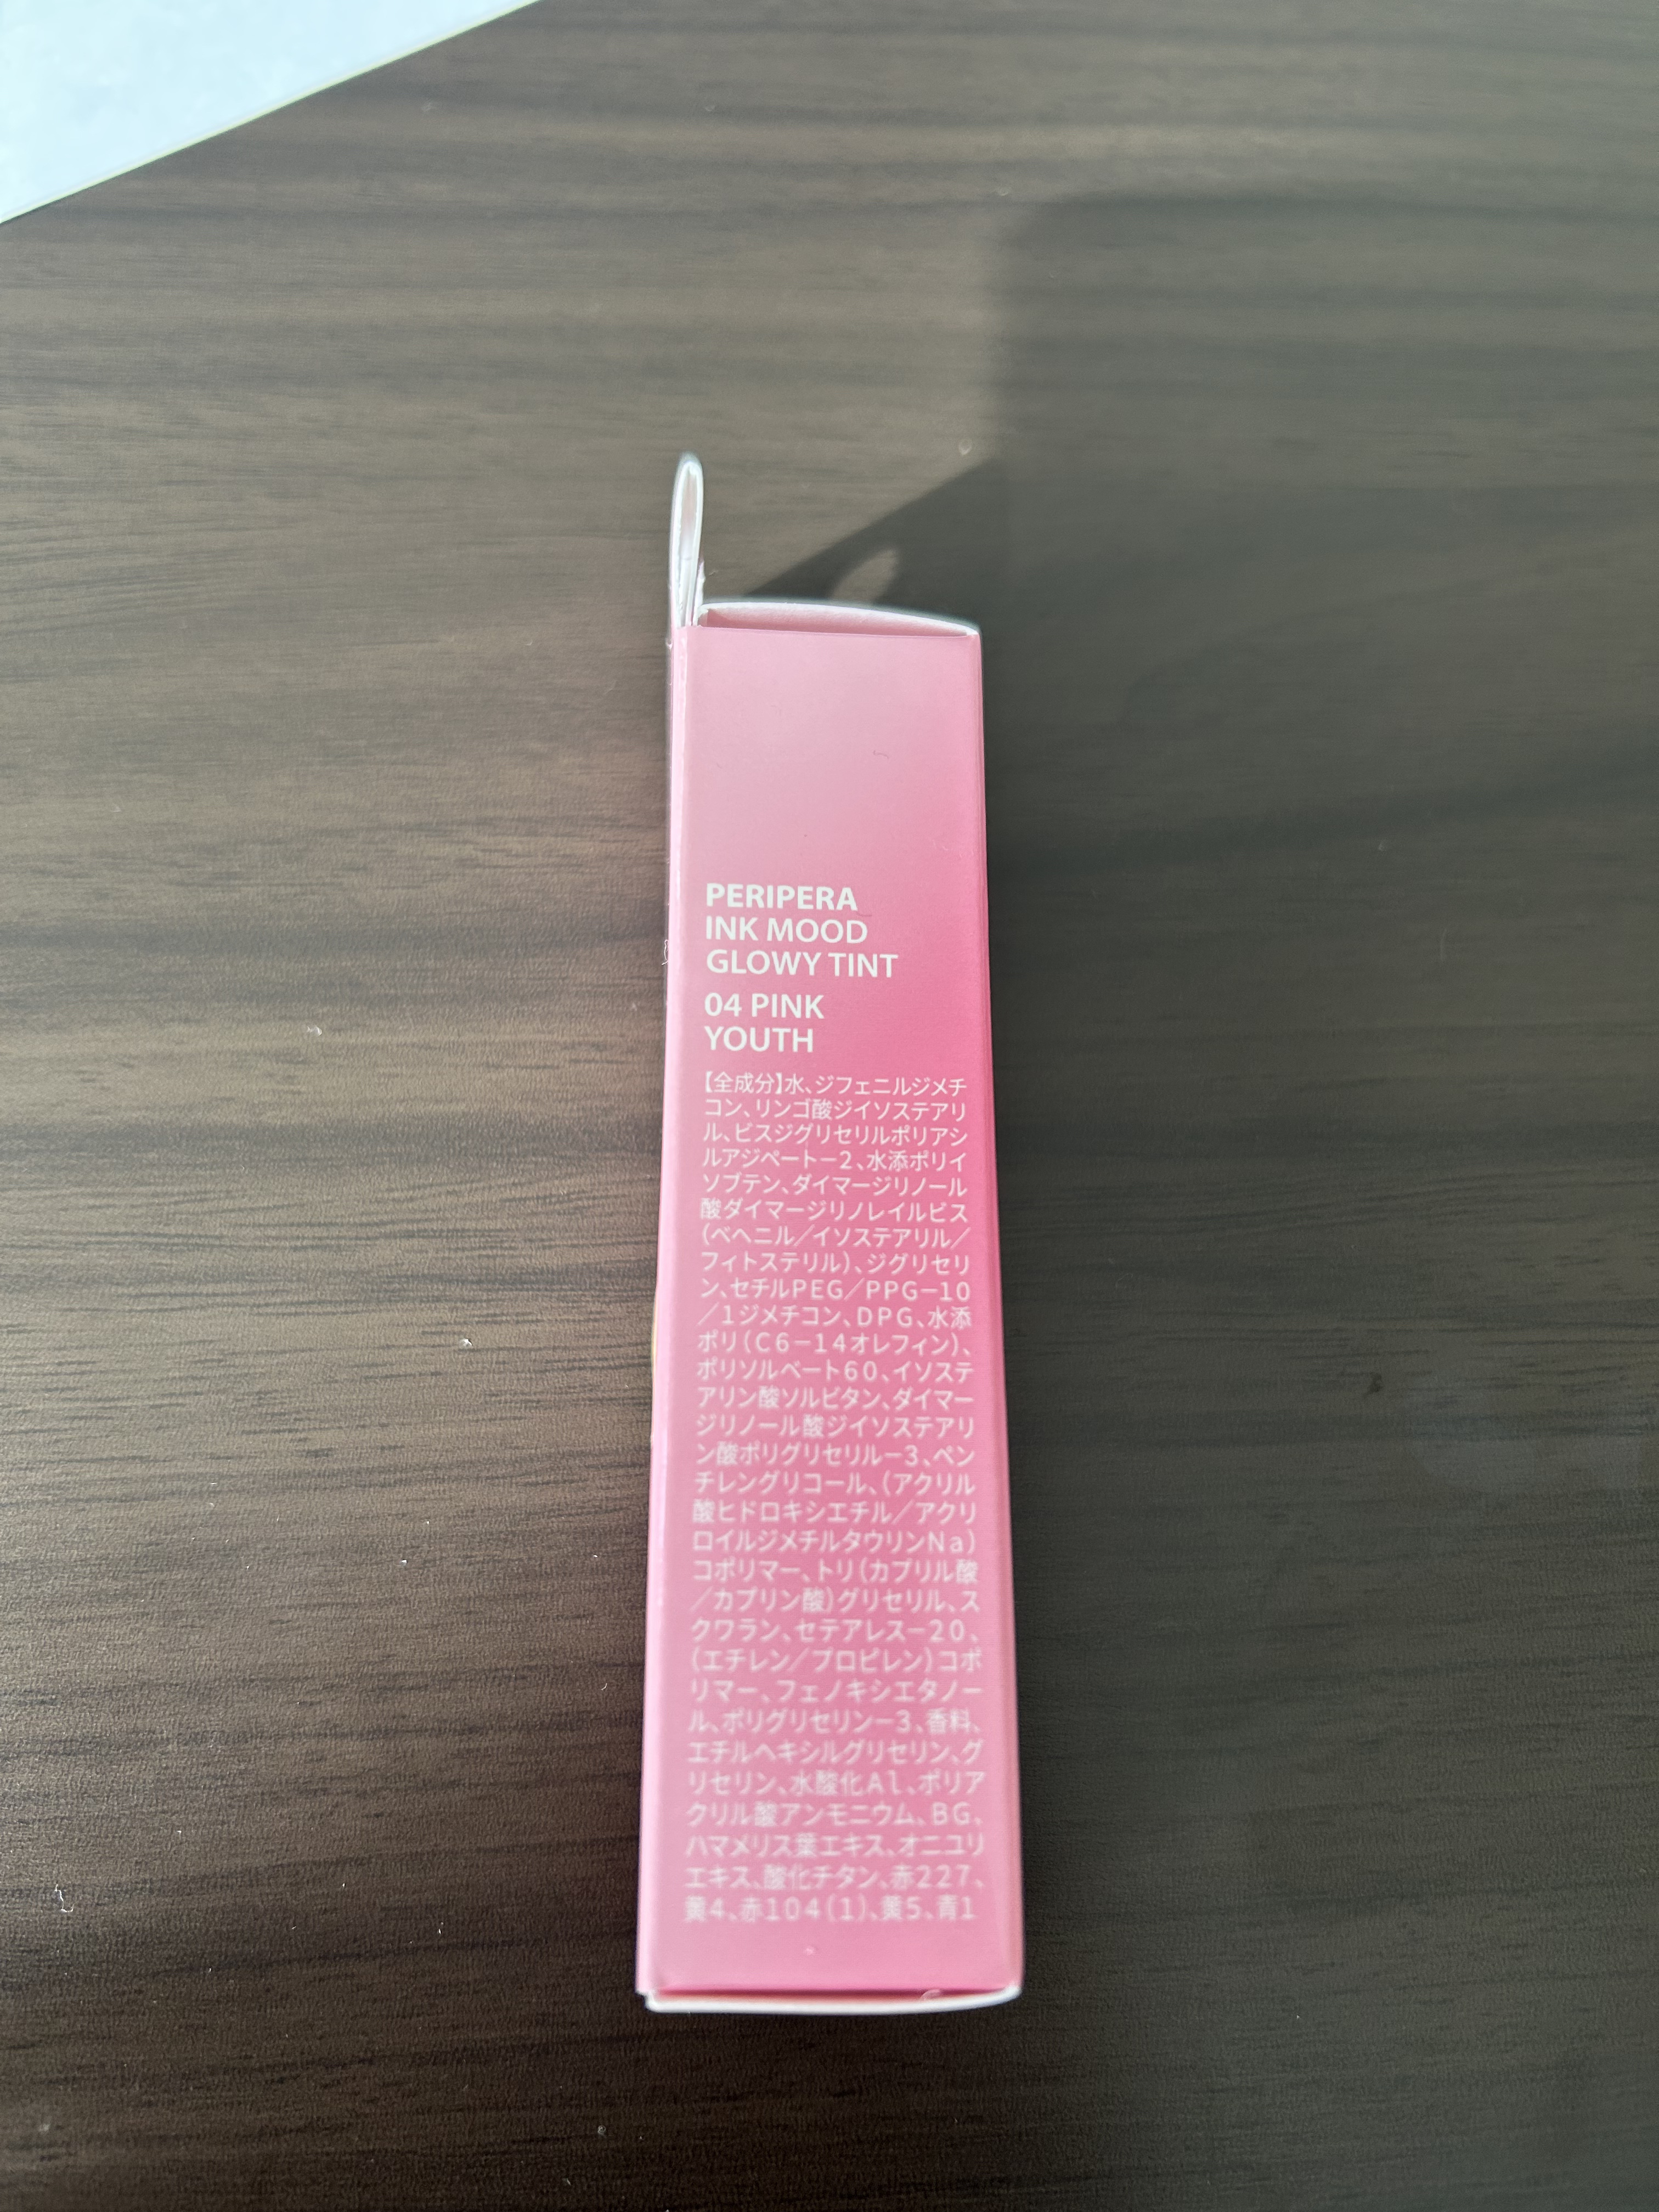 PERIPERA
INK MOOD
GLOWY TINT
04 PINK
YOUTH
【全成分】水、ジフェニルジメチ
コン、リンゴ酸ジイソステアリ
ル、ビスジグリセリルポリアシ
ルアジペートー2、水添ポリイ
ソブテン、ダイマージリノール
酸ダイマージリノレイルビス
(ベヘニル/イソステアリル/
フィトステリル)、ジグリセリ
ン、セチルPEG/PPG-10
/1ジメチコン、DPG、水添
ポリ(C6-14オレフィン)、
ポリソルベート60、イソステ
アリン酸ソルビタン、ダイマー
ジリノール酸ジイソステアリ
ン酸ポリグリセリル-3、ペン
チレングリコール、(アクリル
酸ヒドロキシエチル/アクリ
ロイルジメチルタウリンNa)
コポリマー、トリ(カプリル酸
/カプリン酸)グリセリル、ス
クワラン、セテアレス-20、
(エチレン/プロピレン)コポ
リマー、フェノキシエタノー
ル、ポリグリセリン-3、香料、
エチルヘキシルグリセリン、グ
リセリン、水酸化Al、ポリア
クリル酸アンモニウム、BG、
ハマメリス葉エキス、オニユリ
エキス、酸化チタン、赤227、
黄4、赤104(1)、黄5、青1